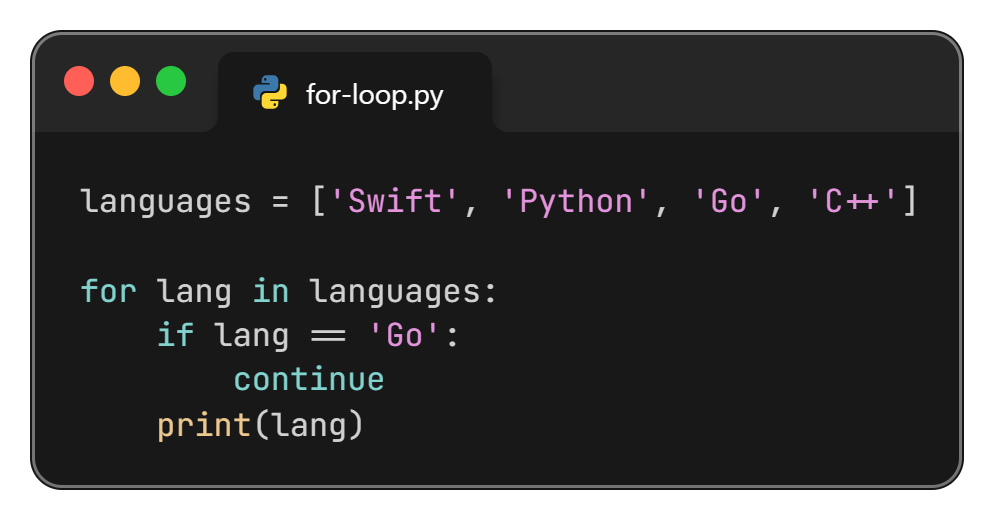 for-loop.py
languages = ['Swift', 'Python', 'Go', 'C++']
for lang in languages:
    if lang == 'Go':
        continue
    print(lang)